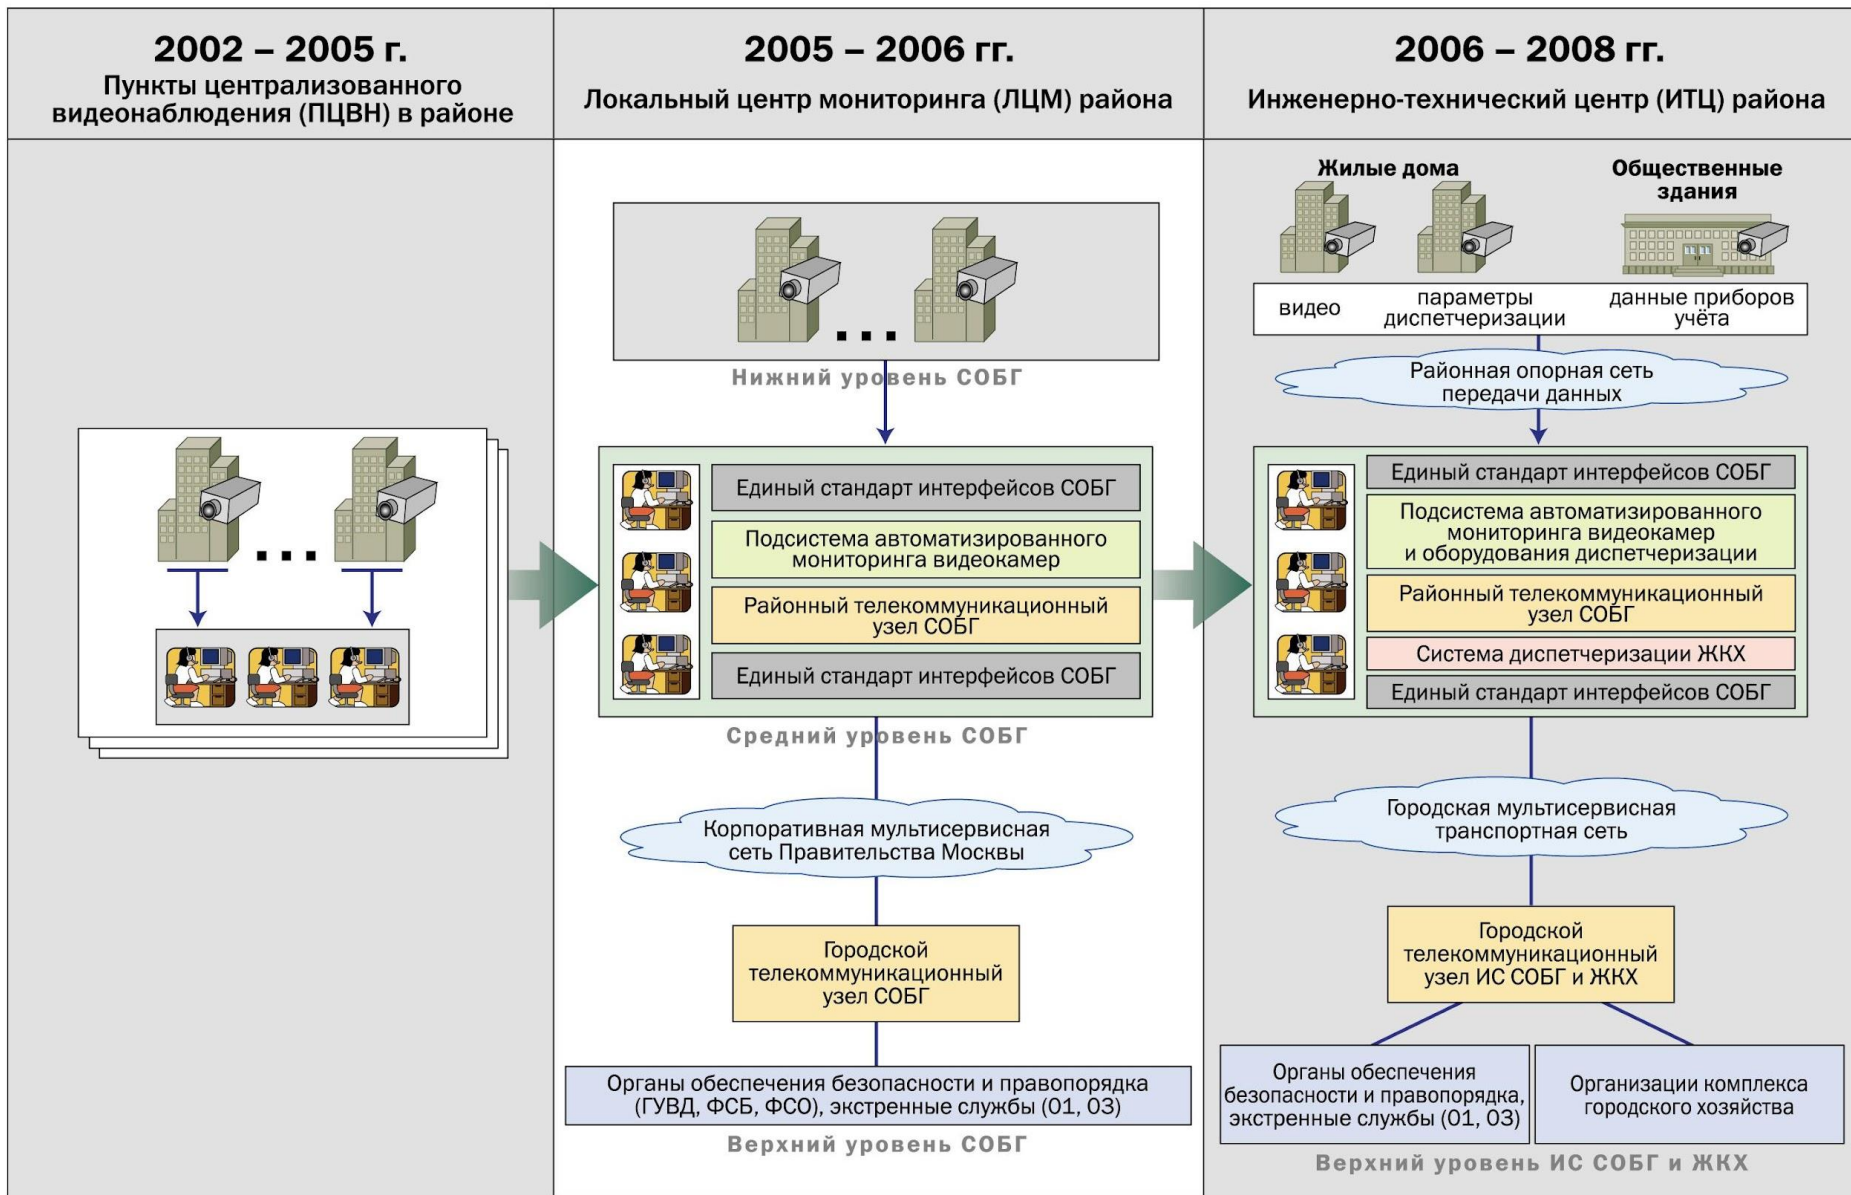 2002 – 2005 г.
Пункты централизованного
видеонаблюдения (ПЦВН) в районе
2005 – 2006 гг.
Локальный центр мониторинга (ЛЦМ) района
Нижний уровень СОБГ
Единый стандарт интерфейсов СОБГ
Подсистема автоматизированного
мониторинга видеокамер
Районный телекоммуникационный
узел СОБГ
Единый стандарт интерфейсов СОБГ
Средний уровень СОБГ
Корпоративная мультисервисная
сеть Правительства Москвы
Городской
телекоммуникационный
узел СОБГ
Органы обеспечения безопасности и правопорядка
(ГУВД, ФСБ, ФСО), экстренные службы (01, 03)
Верхний уровень СОБГ
2006 – 2008 гг.
Инженерно-технический центр (ИТЦ) района
Жилые дома
Общественные
здания
видео
параметры
диспетчеризации
данные приборов
учёта
Районная опорная сеть
передачи данных
Единый стандарт интерфейсов СОБГ
Подсистема автоматизированного
мониторинга видеокамер
и оборудования диспетчеризации
Районный телекоммуникационный
узел СОБГ
Система диспетчеризации ЖКХ
Единый стандарт интерфейсов СОБГ
Городская мультисервисная
транспортная сеть
Городской
телекоммуникационный
узел ИС СОБГ и ЖКХ
Органы обеспечения
безопасности и правопорядка,
экстренные службы (01, 03)
Организации комплекса
городского хозяйства
Верхний уровень ИС СОБГ и ЖКХ